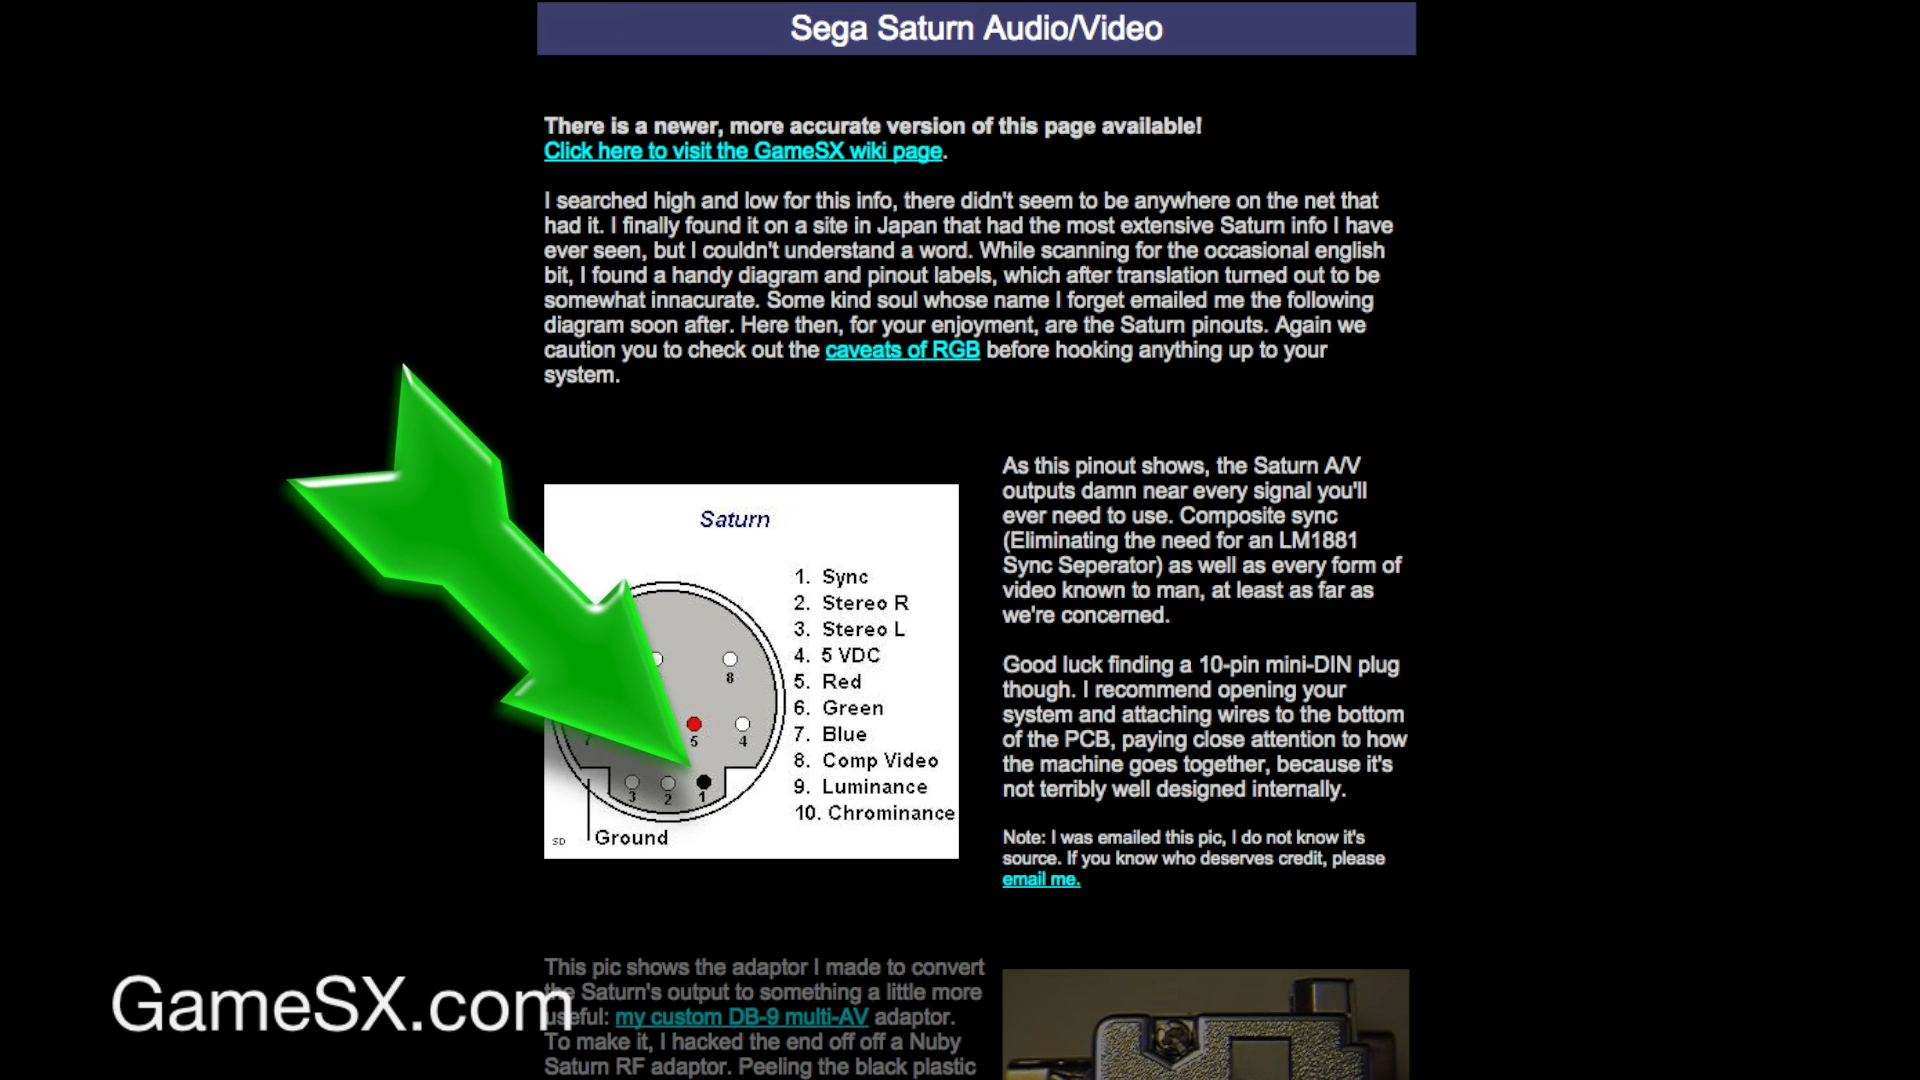 Sega Saturn Audio/Video
There is a newer, more accurate version of this page available!
Click here to visit the GameSX wiki page.
I searched high and low for this info, there didn't seem to be anywhere on the net that
had it. I finally found it on a site in Japan that had the most extensive Saturn info I have
ever seen, but I couldn't understand a word. While scanning for the occasional english
bit, I found a handy diagram and pinout labels, which after translation turned out to be
somewhat innacurate. Some kind soul whose name I forget emailed me the following
diagram soon after. Here then, for your enjoyment, are the Saturn pinouts. Again we
caution you to check out the caveats of RGB before hooking anything up to your
system.
Saturn
1. Sync
2. Stereo R
3. Stereo L
4. 5 VDC
5. Red
6. Green
7. Blue
8. Comp Video
9. Luminance
10. Chrominance
8
7
5
4
3
2
1
Ground
SD
As this pinout shows, the Saturn A/V
outputs damn near every signal you'll
ever need to use. Composite sync
(Eliminating the need for an LM1881
Sync Seperator) as well as every form of
video known to man, at least as far as
we're concerned.
Good luck finding a 10-pin mini-DIN plug
though. I recommend opening your
system and attaching wires to the bottom
of the PCB, paying close attention to how
the machine goes together, because it's
not terribly well designed internally.
Note: I was emailed this pic, I do not know it's
source. If you know who deserves credit, please
email me.
This pic shows the adaptor I made to convert
the Saturn's output to something a little more
useful: my custom DB-9 multi-AV adaptor.
To make it, I hacked the end off off a Nuby
Saturn RF adaptor. Peeling the black plastic
GameSX.com